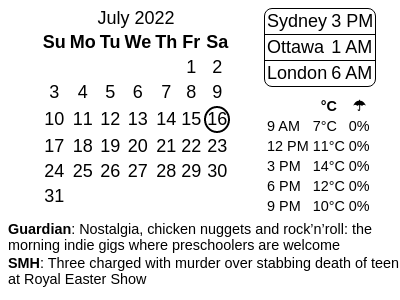 July 2022
Su Mo Tu We Th Fr Sa
1 2
3 4 5 6 7 8 9
10 11 12 13 14 15 16
17 18 19 20 21 22 23
24 25 26 27 28 29 30
31
Sydney 3 PM
Ottawa 1 AM
London 6 AM
°C ☂
9 AM 7°C 0%
12 PM 11°C 0%
3 PM 14°C 0%
6 PM 12°C 0%
9 PM 10°C 0%
Guardian: Nostalgia, chicken nuggets and rock’n’roll: the
morning indie gigs where preschoolers are welcome
SMH: Three charged with murder over stabbing death of teen
at Royal Easter Show